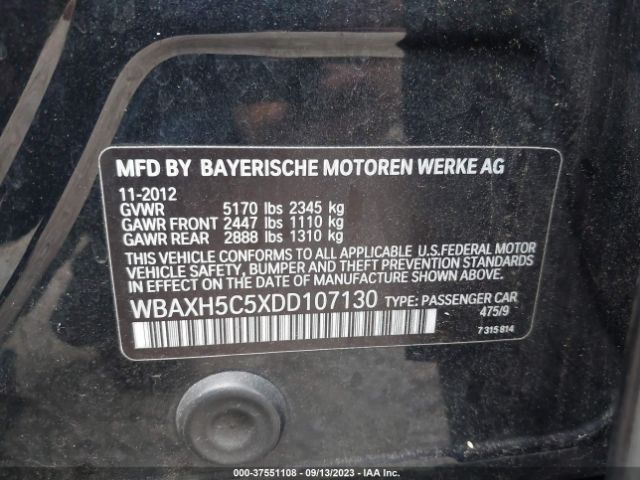 MFD BY BAYERISCHE MOTOREN WERKE AG
11-2012
GVWR 5170 lbs 2345 kg
GAWR FRONT 2447 lbs 1110 kg
GAWR REAR 2888 lbs 1310 kg
THIS VEHICLE CONFORMS TO ALL APPLICABLE U.S.FEDERAL MOTOR
VEHICLE SAFETY, BUMPER AND THEFT PREVENTION STANDARDS
IN EFFECT ON THE DATE OF MANUFACTURE SHOWN ABOVE.
WBAXH5C5XDD107130 TYPE: PASSENGER CAR
475/9
7 315 814
000-37551108 - 09/13/2023 - IAA Inc.